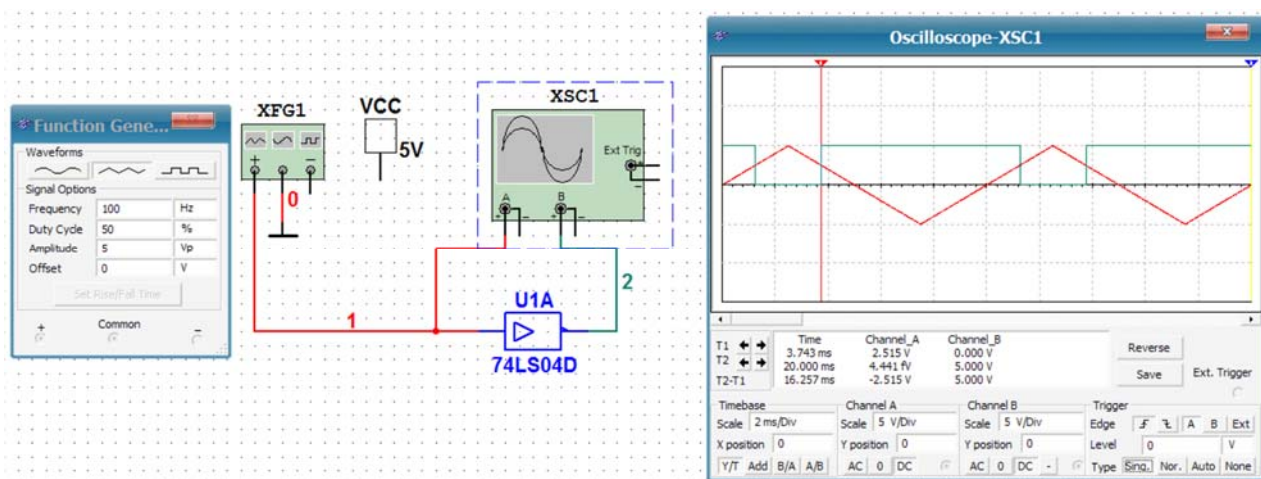 Function Gene...
Waveforms
Signal Options
Frequency 100 Hz
Duty Cycle 50 %
Amplitude 5 Vp
Offset 0 V
Set Rise/Fall Time
+ Common −
XFG1
+ −
0
VCC
5V
XSC1
Ext Trig
+
−
A B
+ − + −
1
2
U1A
74LS04D
Oscilloscope-XSC1
Time Channel_A Channel_B
T1 3.743 ms 2.515 V 0.000 V
T2 20.000 ms 4.441 fV 5.000 V
T2-T1 16.257 ms -2.515 V 5.000 V
Reverse
Save
Ext. Trigger
Timebase
Scale 2 ms/Div
X position 0
Y/T Add B/A A/B
Channel A
Scale 5 V/Div
Y position 0
AC 0 DC
Channel B
Scale 5 V/Div
Y position 0
AC 0 DC -
Trigger
Edge A B Ext
Level 0 V
Type Sing. Nor. Auto None